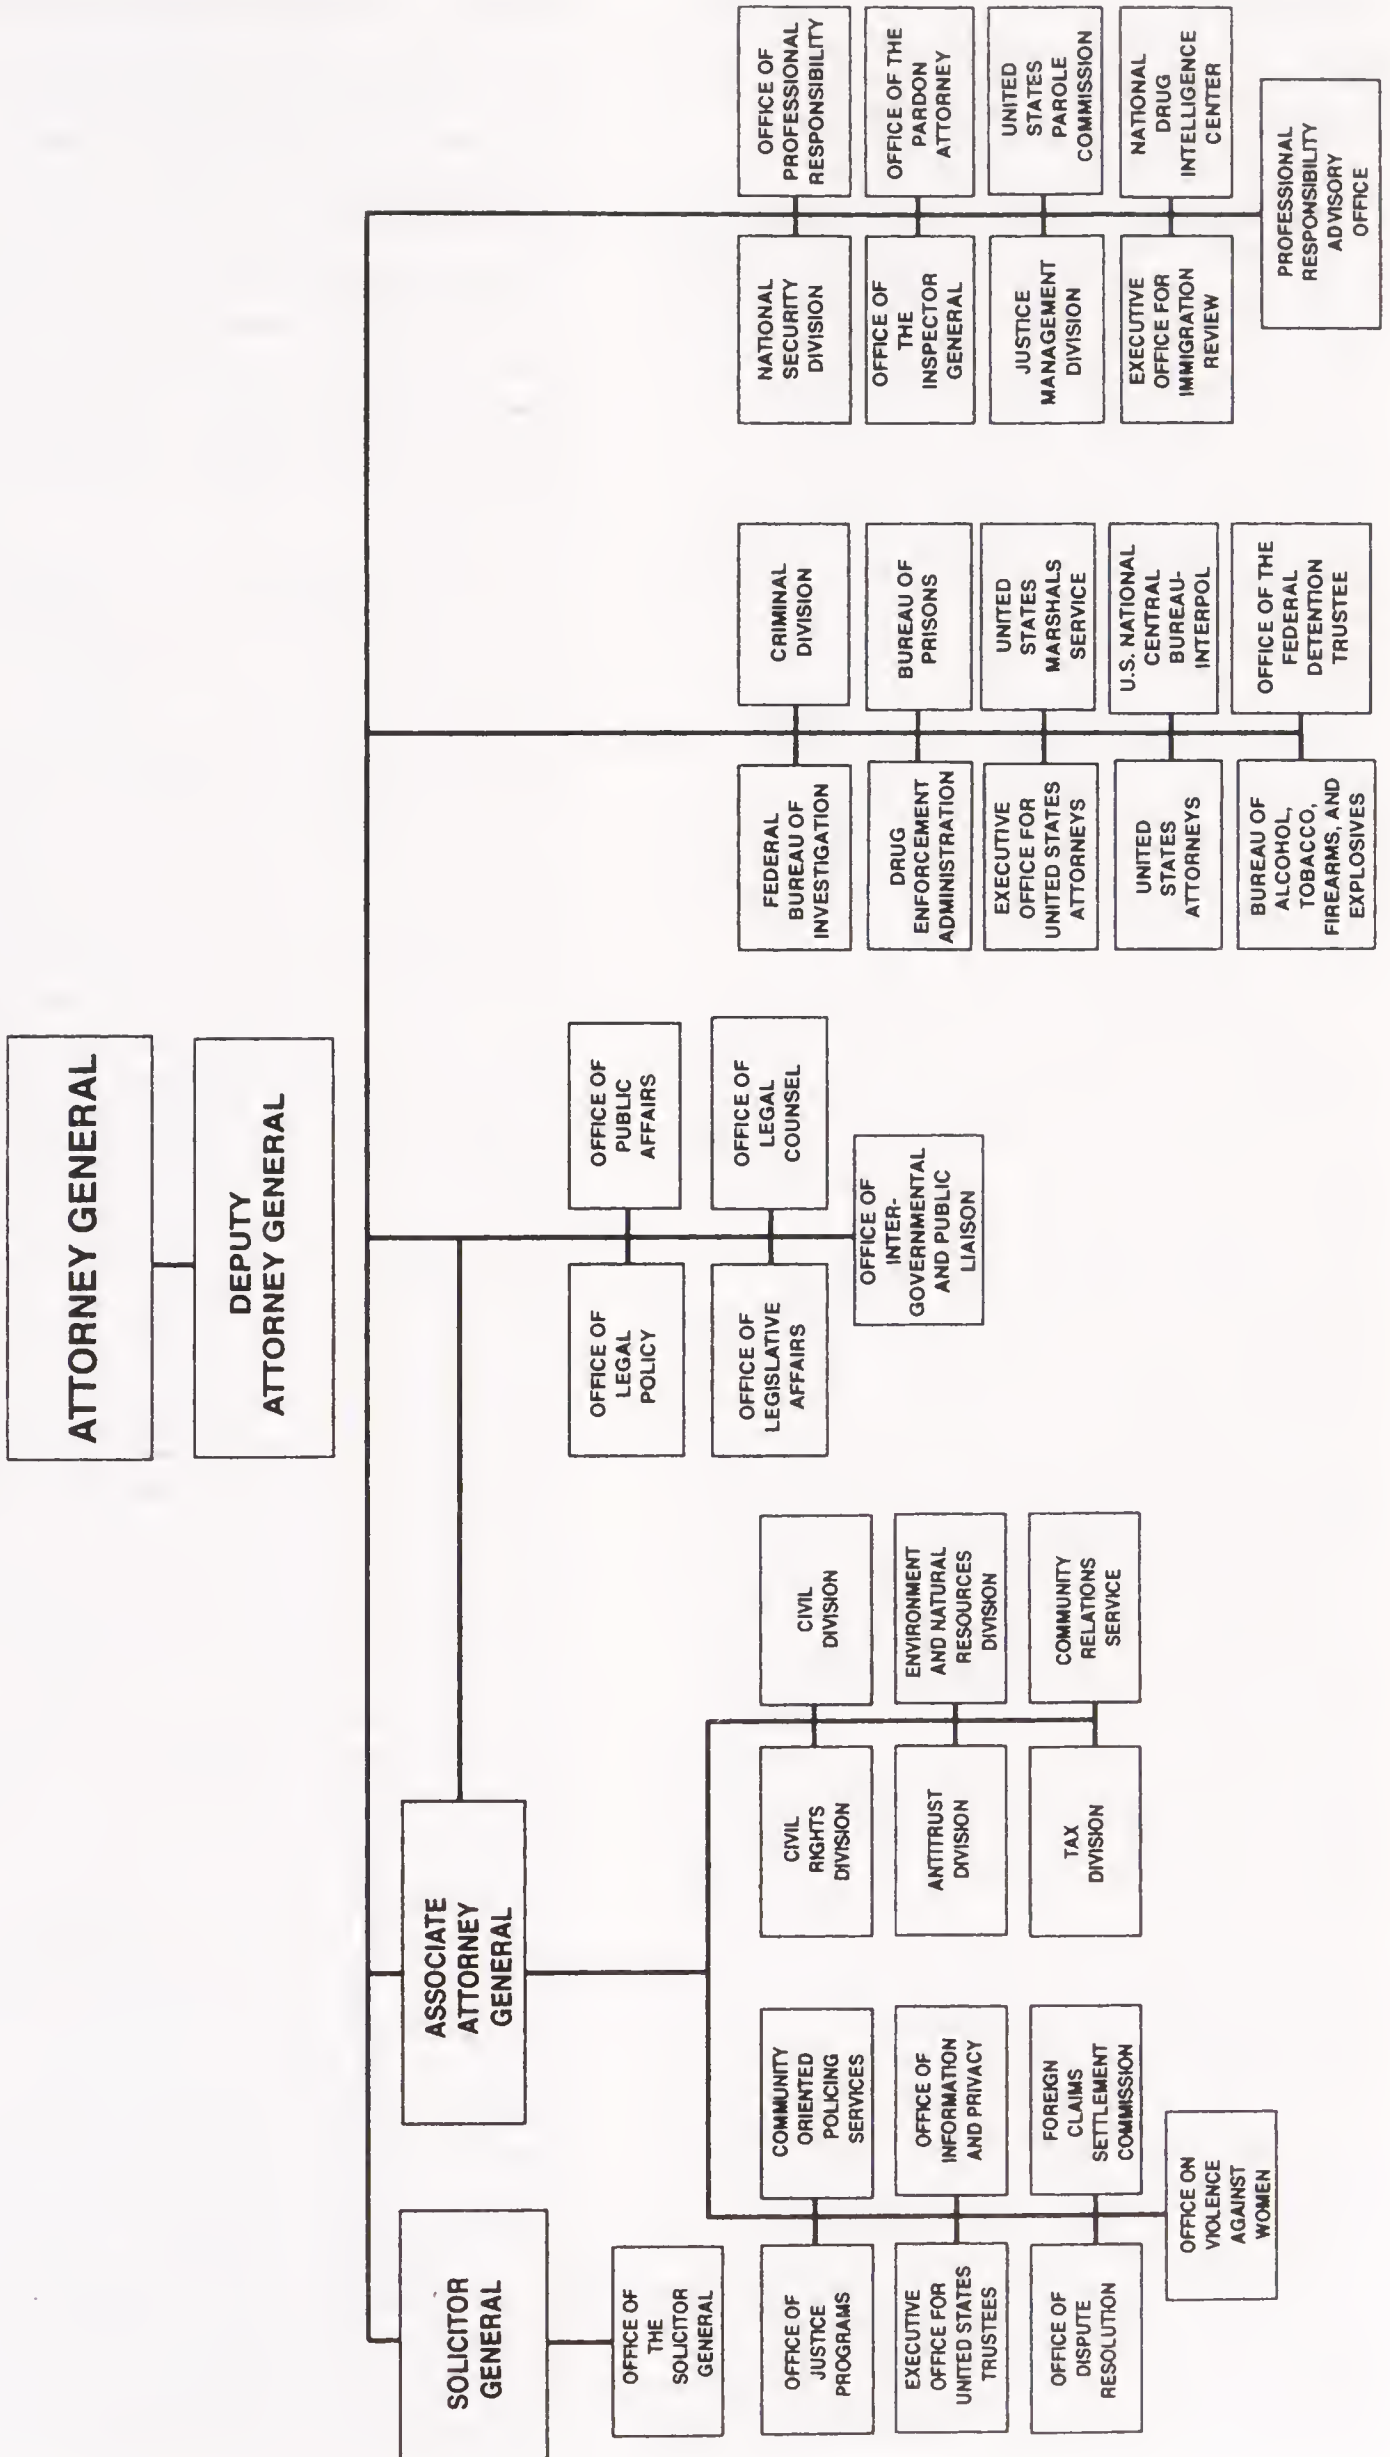 ATTORNEY GENERAL
DEPUTY
ATTORNEY GENERAL
SOLICITOR
GENERAL
OFFICE OF
THE
SOLICITOR
GENERAL
ASSOCIATE
ATTORNEY
GENERAL
OFFICE OF
JUSTICE
PROGRAMS
COMMUNITY
ORIENTED
POLICING
SERVICES
EXECUTIVE
OFFICE FOR
UNITED STATES
TRUSTEES
OFFICE OF
INFORMATION
AND PRIVACY
OFFICE OF
DISPUTE
RESOLUTION
FOREIGN
CLAIMS
SETTLEMENT
COMMISSION
OFFICE ON
VIOLENCE
AGAINST
WOMEN
CIVIL
RIGHTS
DIVISION
CIVIL
DIVISION
ANTITRUST
DIVISION
ENVIRONMENT
AND NATURAL
RESOURCES
DIVISION
TAX
DIVISION
COMMUNITY
RELATIONS
SERVICE
OFFICE OF
LEGAL
POLICY
OFFICE OF
PUBLIC
AFFAIRS
OFFICE OF
LEGISLATIVE
AFFAIRS
OFFICE OF
LEGAL
COUNSEL
OFFICE OF
INTER-
GOVERNMENTAL
AND PUBLIC
LIAISON
FEDERAL
BUREAU OF
INVESTIGATION
CRIMINAL
DIVISION
DRUG
ENFORCEMENT
ADMINISTRATION
BUREAU OF
PRISONS
EXECUTIVE
OFFICE FOR
UNITED STATES
ATTORNEYS
UNITED
STATES
MARSHALS
SERVICE
UNITED
STATES
ATTORNEYS
U.S. NATIONAL
CENTRAL
BUREAU-
INTERPOL
BUREAU OF
ALCOHOL,
TOBACCO,
FIREARMS, AND
EXPLOSIVES
OFFICE OF THE
FEDERAL
DETENTION
TRUSTEE
NATIONAL
SECURITY
DIVISION
OFFICE OF
PROFESSIONAL
RESPONSIBILITY
OFFICE OF
THE
INSPECTOR
GENERAL
OFFICE OF THE
PARDON
ATTORNEY
JUSTICE
MANAGEMENT
DIVISION
UNITED
STATES
PAROLE
COMMISSION
EXECUTIVE
OFFICE FOR
IMMIGRATION
REVIEW
NATIONAL
DRUG
INTELLIGENCE
CENTER
PROFESSIONAL
RESPONSIBILITY
ADVISORY
OFFICE